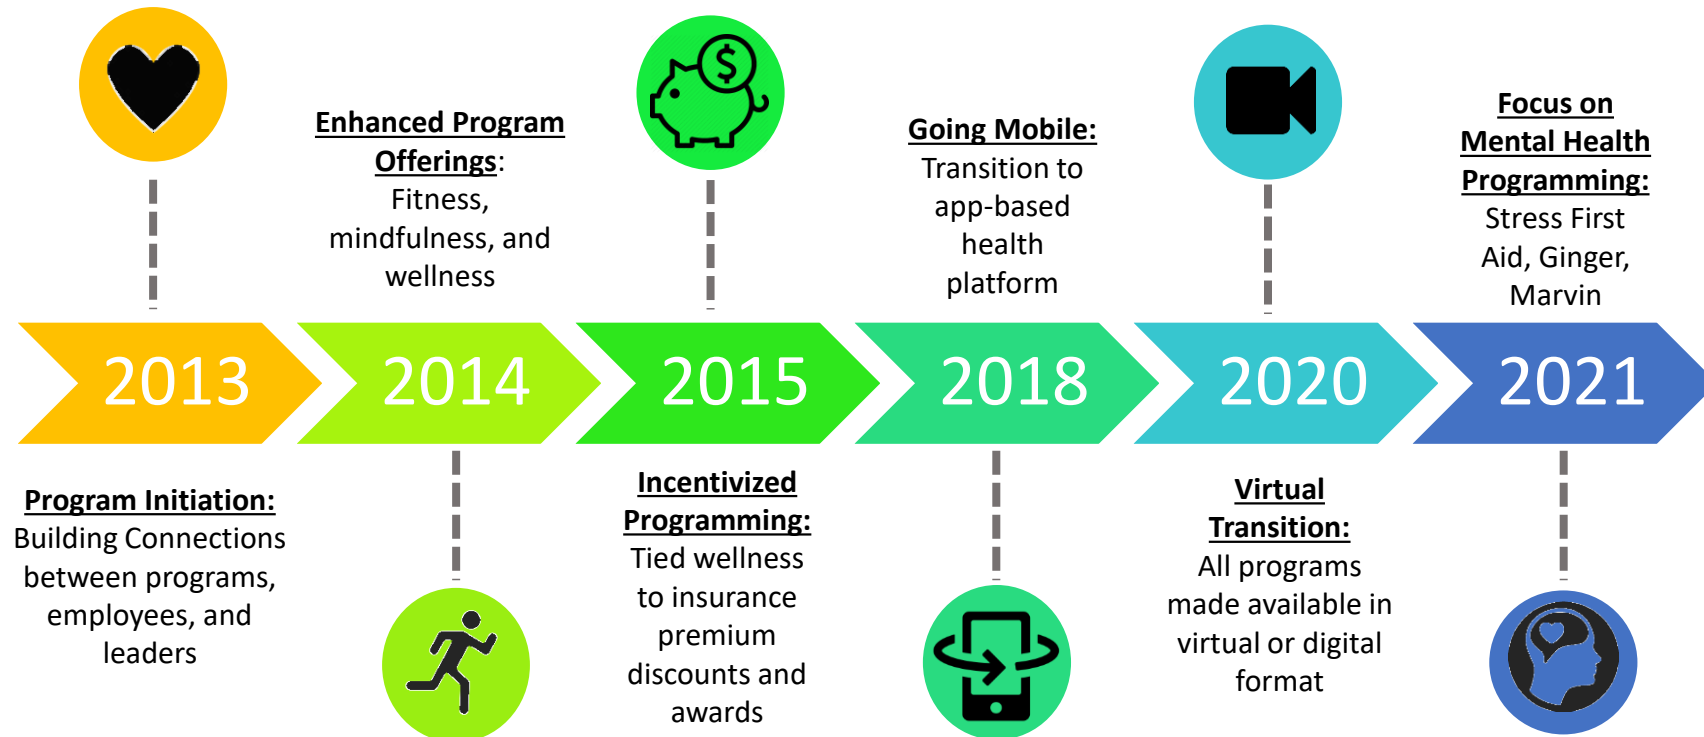 Enhanced Program
Offerings:
Fitness,
mindfulness, and
wellness
$
Going Mobile:
Transition to
app-based
health
platform
Focus on
Mental Health
Programming:
Stress First
Aid, Ginger,
Marvin
2013
2014
2015
2018
2020
2021
Program Initiation:
Building Connections
between programs,
employees, and
leaders
Incentivized
Programming:
Tied wellness
to insurance
premium
discounts and
awards
Virtual
Transition:
All programs
made available in
virtual or digital
format